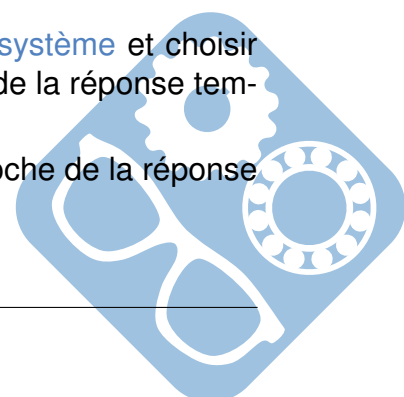 système et choisir
de la réponse tem-
oche de la réponse